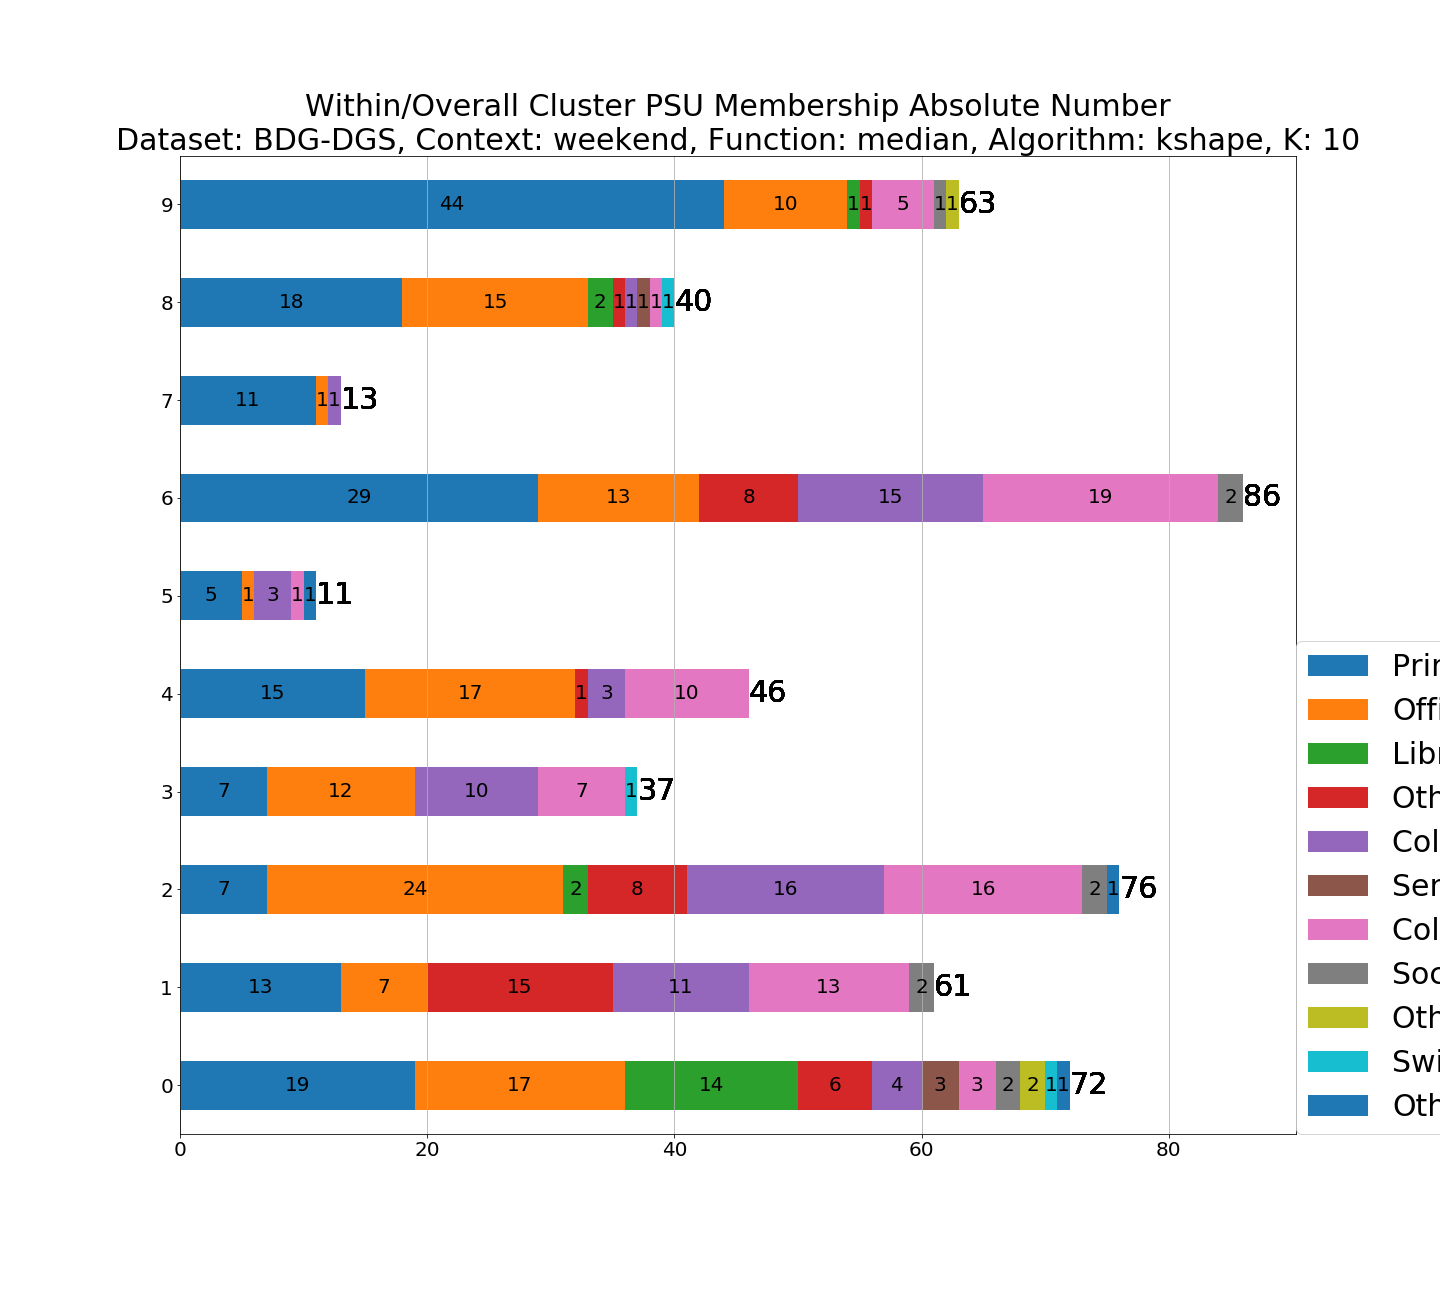 Within/Overall Cluster PSU Membership Absolute Number
Dataset: BDG-DGS, Context: weekend, Function: median, Algorithm: kshape, K: 10
9 44 10 1 1 5 1 1 63
8 18 15 2 1 1 1 1 1 40
7 11 1 1 13
6 29 13 8 15 19 2 86
5 5 1 3 1 1 11
4 15 17 1 3 10 46
3 7 12 10 7 1 37
2 7 24 2 8 16 16 2 1 76
1 13 7 15 11 13 2 61
0 19 17 14 6 4 3 3 2 2 1 1 72
0 20 40 60 80